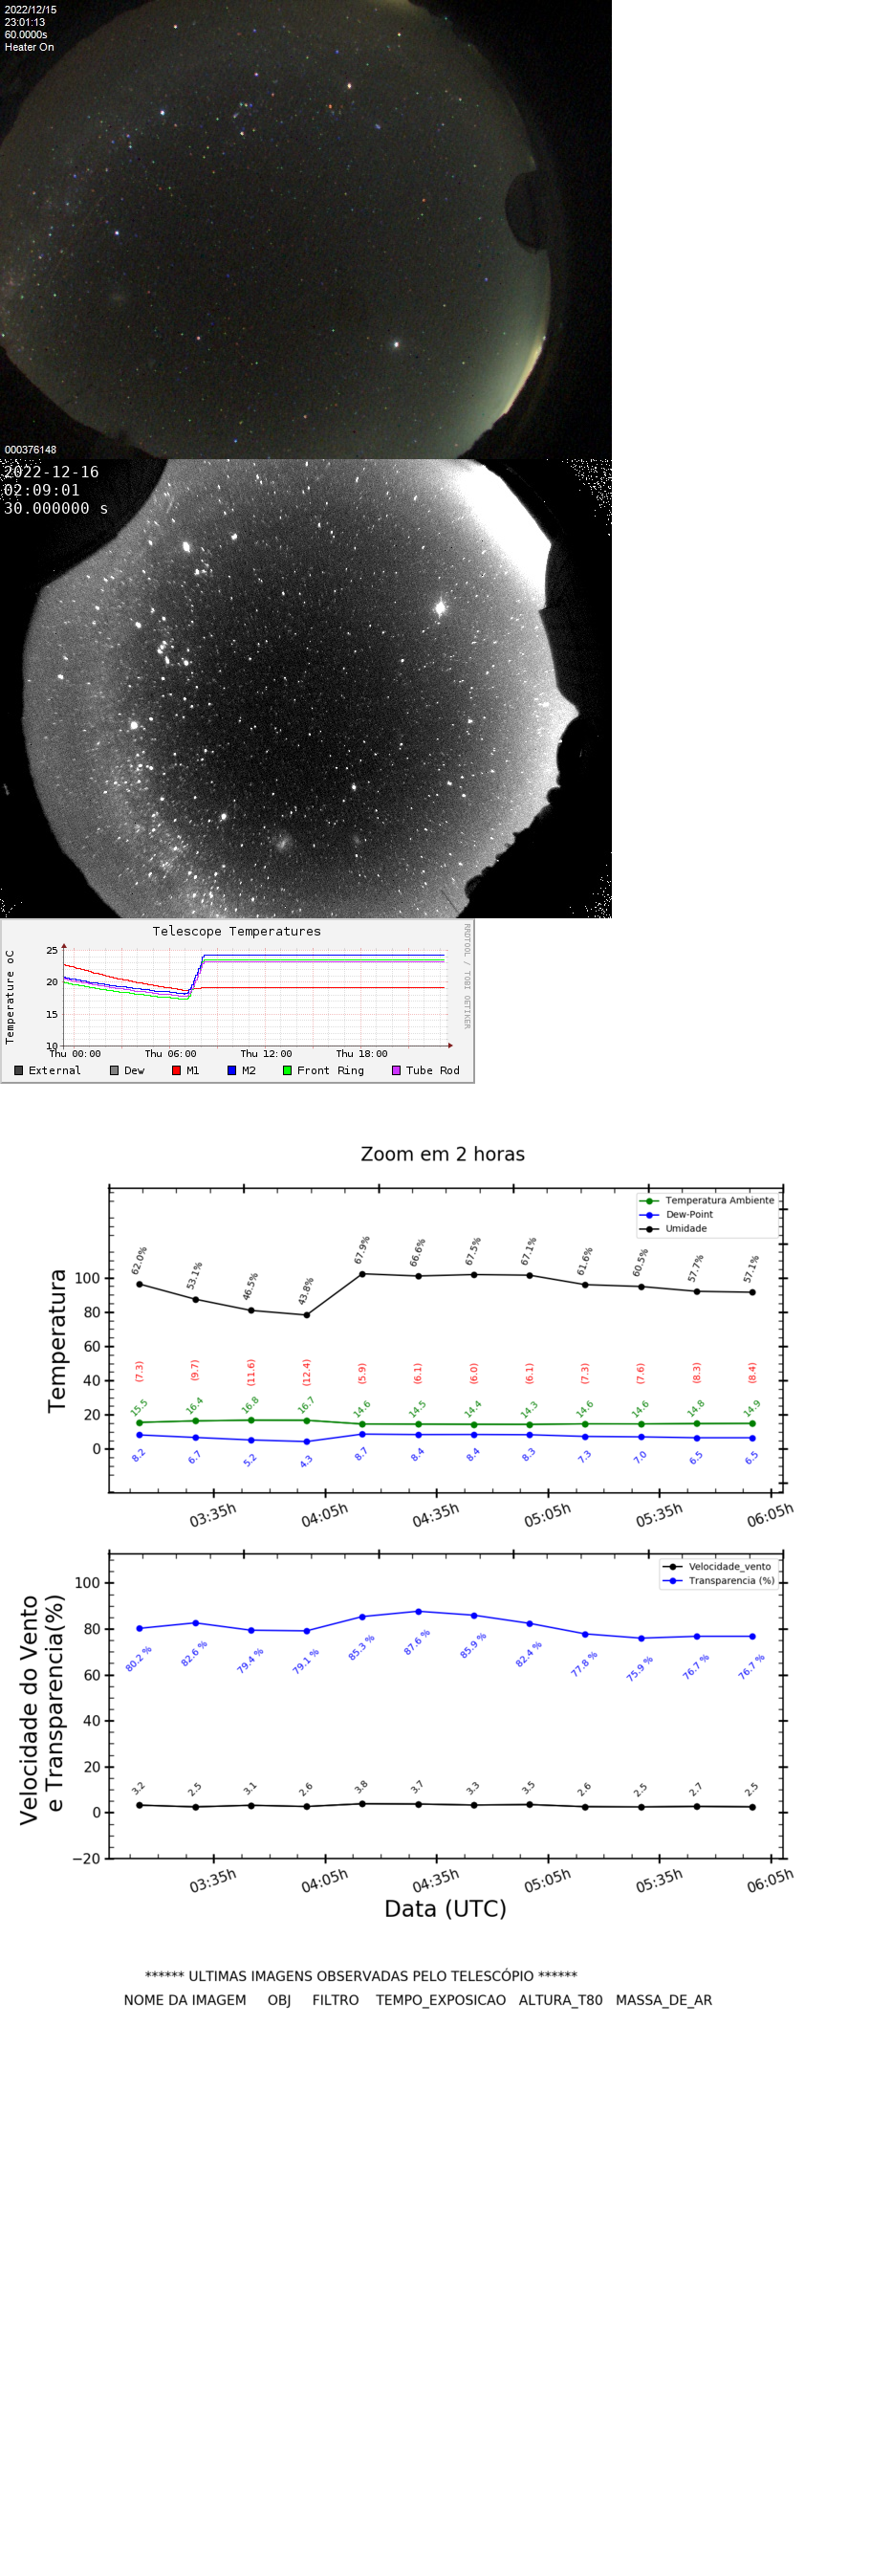 2022/12/15
23:01:13
60.0000s
Heater On
000376148
2022-12-16
02:09:01
30.000000 s
Telescope Temperatures
Temperature oC
25
20
15
10
Thu 00:00 Thu 06:00 Thu 12:00 Thu 18:00
External Dew M1 M2 Front Ring Tube Rod
RRDTOOL / TOBI OETIKER
Zoom em 2 horas
Temperatura
Temperatura Ambiente
Dew-Point
Umidade
100
80
60
40
20
0
62.0% 53.1% 46.5% 43.8% 67.9% 66.6% 67.5% 67.1% 61.6% 60.5% 57.7% 57.1%
(7.3) (9.7) (11.6) (12.4) (5.9) (6.1) (6.0) (6.1) (7.3) (7.6) (8.3) (8.4)
15.5 16.4 16.8 16.7 14.6 14.5 14.4 14.3 14.6 14.6 14.8 14.9
8.2 6.7 5.2 4.3 8.7 8.4 8.4 8.3 7.3 7.0 6.5 6.5
03:35h 04:05h 04:35h 05:05h 05:35h 06:05h
Velocidade do Vento
e Transparencia(%)
Velocidade_vento
Transparencia (%)
100
80
60
40
20
0
−20
80.2 % 82.6 % 79.4 % 79.1 % 85.3 % 87.6 % 85.9 % 82.4 % 77.8 % 75.9 % 76.7 % 76.7 %
3.2 2.5 3.1 2.6 3.8 3.7 3.3 3.5 2.6 2.5 2.7 2.5
03:35h 04:05h 04:35h 05:05h 05:35h 06:05h
Data (UTC)
****** ULTIMAS IMAGENS OBSERVADAS PELO TELESCÓPIO ******
NOME DA IMAGEM OBJ FILTRO TEMPO_EXPOSICAO ALTURA_T80 MASSA_DE_AR